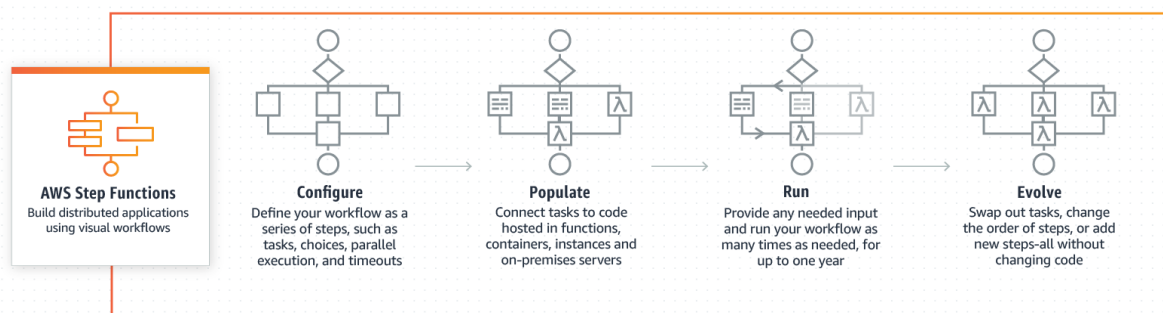 AWS Step Functions
Build distributed applications
using visual workflows
Configure
Define your workflow as a
series of steps, such as
tasks, choices, parallel
execution, and timeouts
λ
λ
Populate
Connect tasks to code
hosted in functions,
containers, instances and
on-premises servers
λ
λ
Run
Provide any needed input
and run your workflow as
many times as needed, for
up to one year
λ λ λ
λ
Evolve
Swap out tasks, change
the order of steps, or add
new steps-all without
changing code